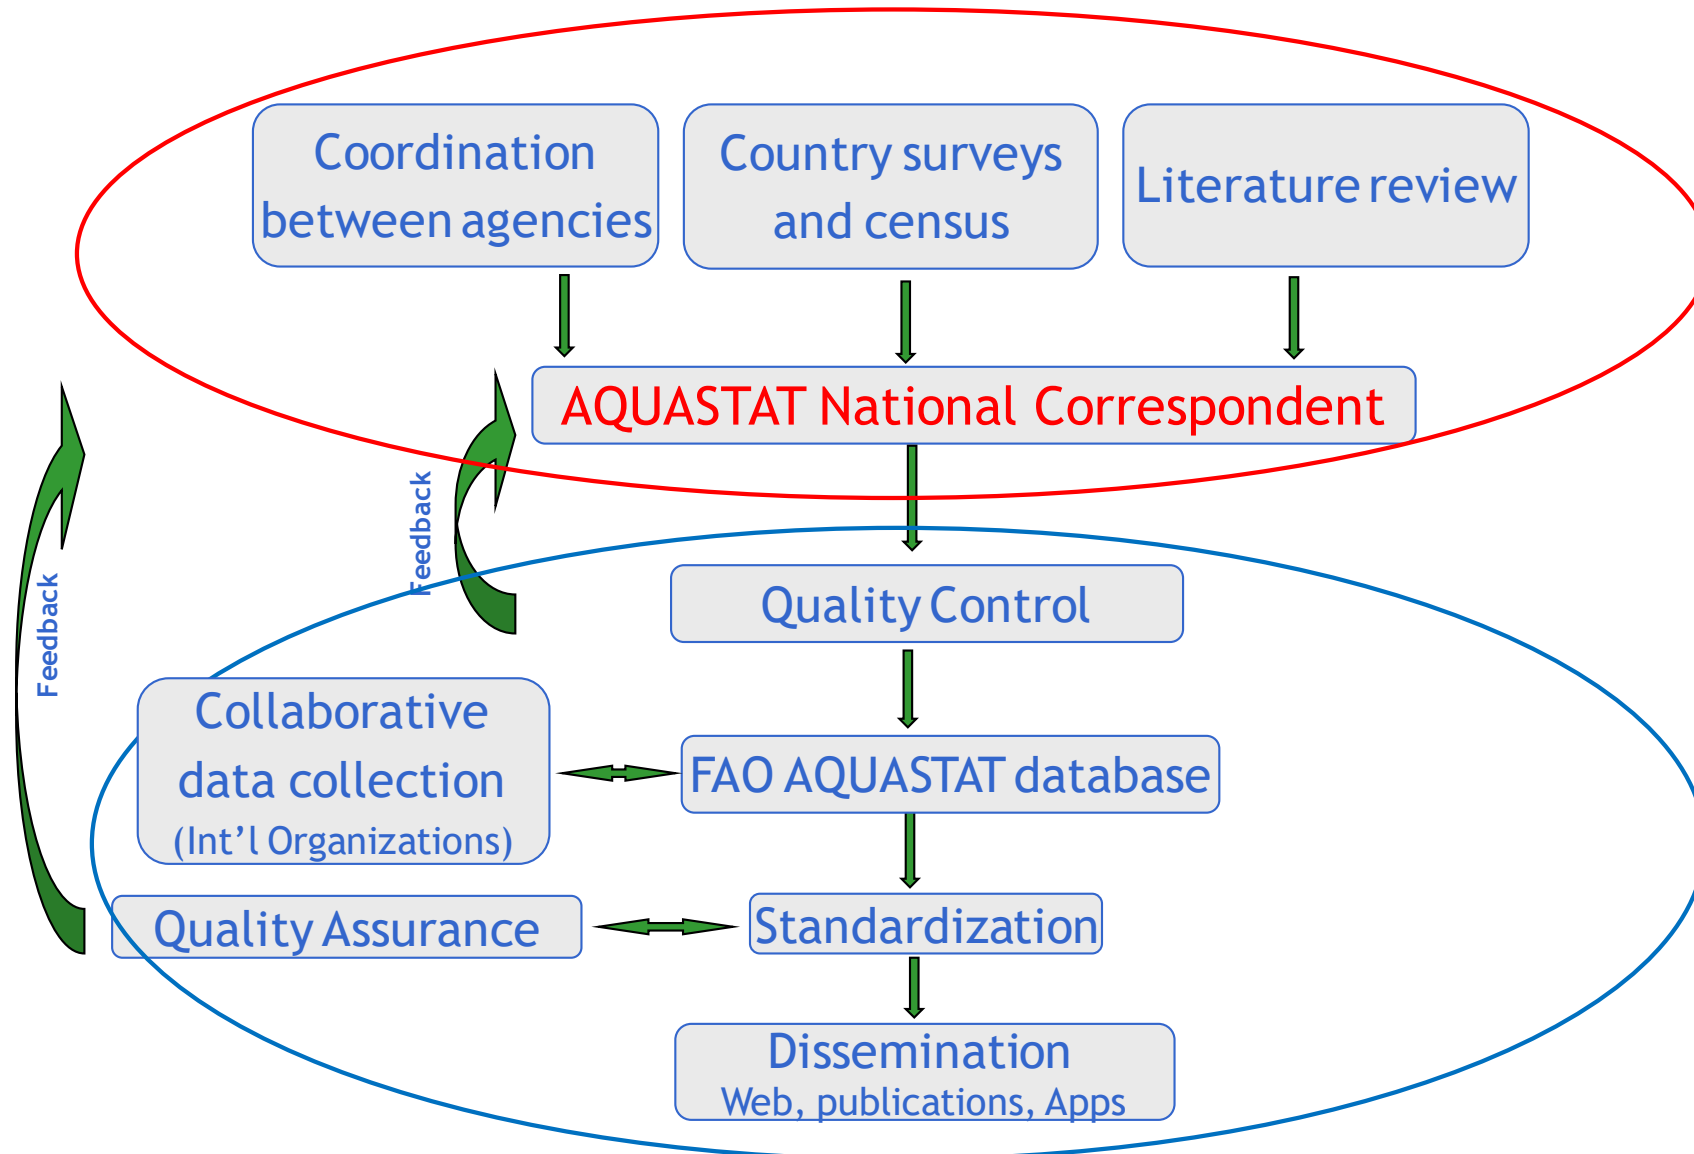 Coordination
between agencies
Country surveys
and census
Literature review
AQUASTAT National Correspondent
Feedback
Feedback
Quality Control
Collaborative
data collection
(Int’l Organizations)
FAO AQUASTAT database
Quality Assurance
Standardization
Dissemination
Web, publications, Apps